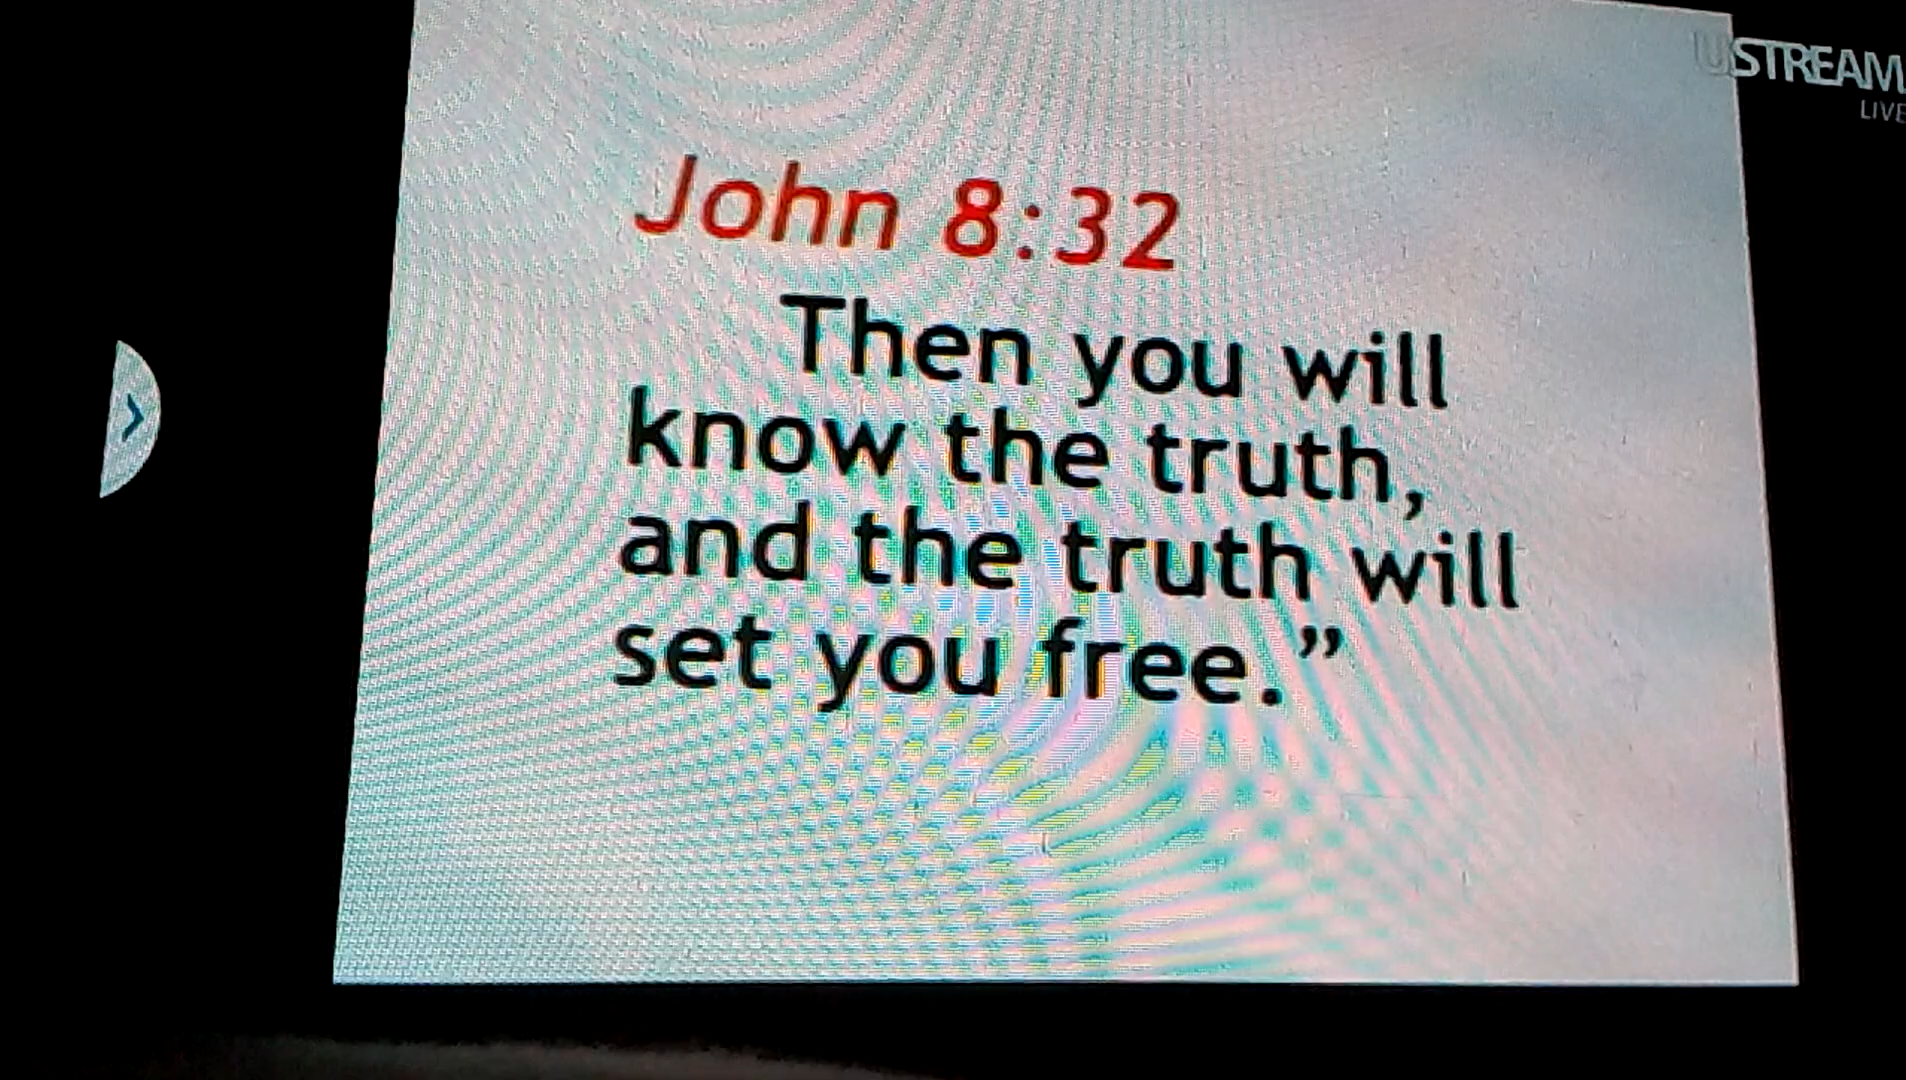 USTREAM
LIVE
John 8:32
Then you will
know the truth,
and the truth will
set you free.”